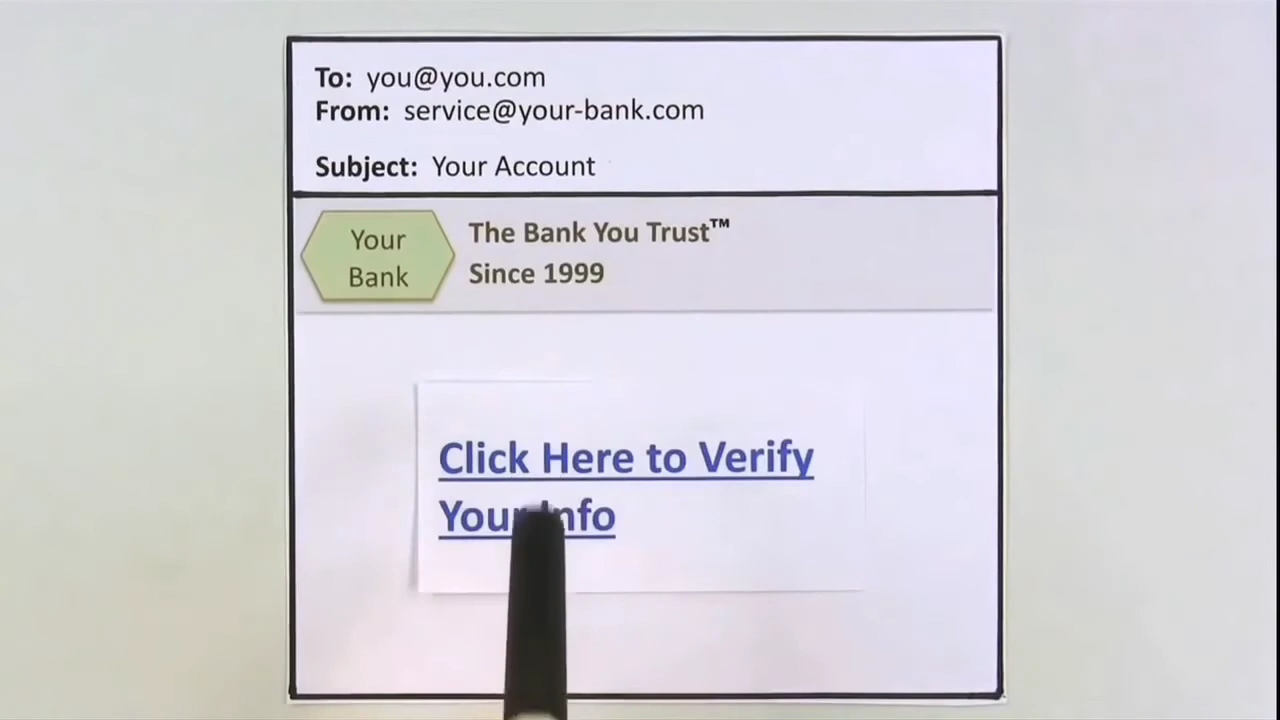 To: you@you.com
From: service@your-bank.com
Subject: Your Account
Your
Bank
The Bank You Trust™
Since 1999
Click Here to Verify
Your Info